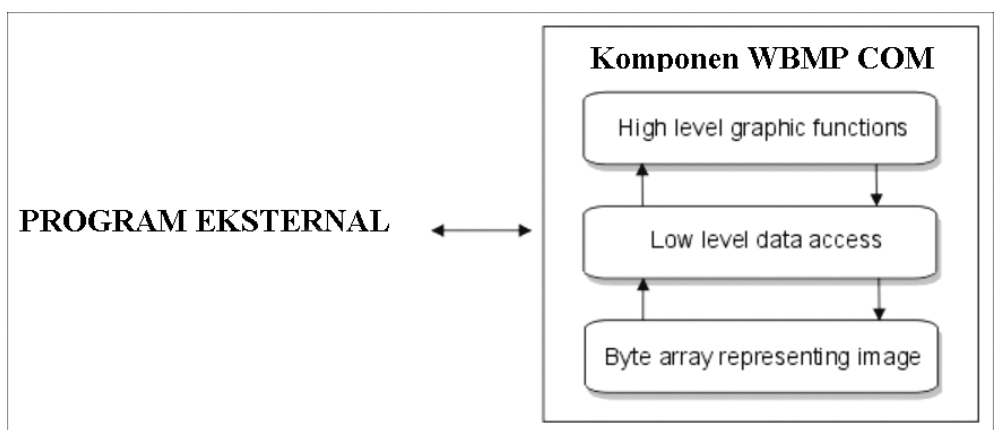 Komponen WBMP COM
High level graphic functions
PROGRAM EKSTERNAL
Low level data access
Byte array representing image